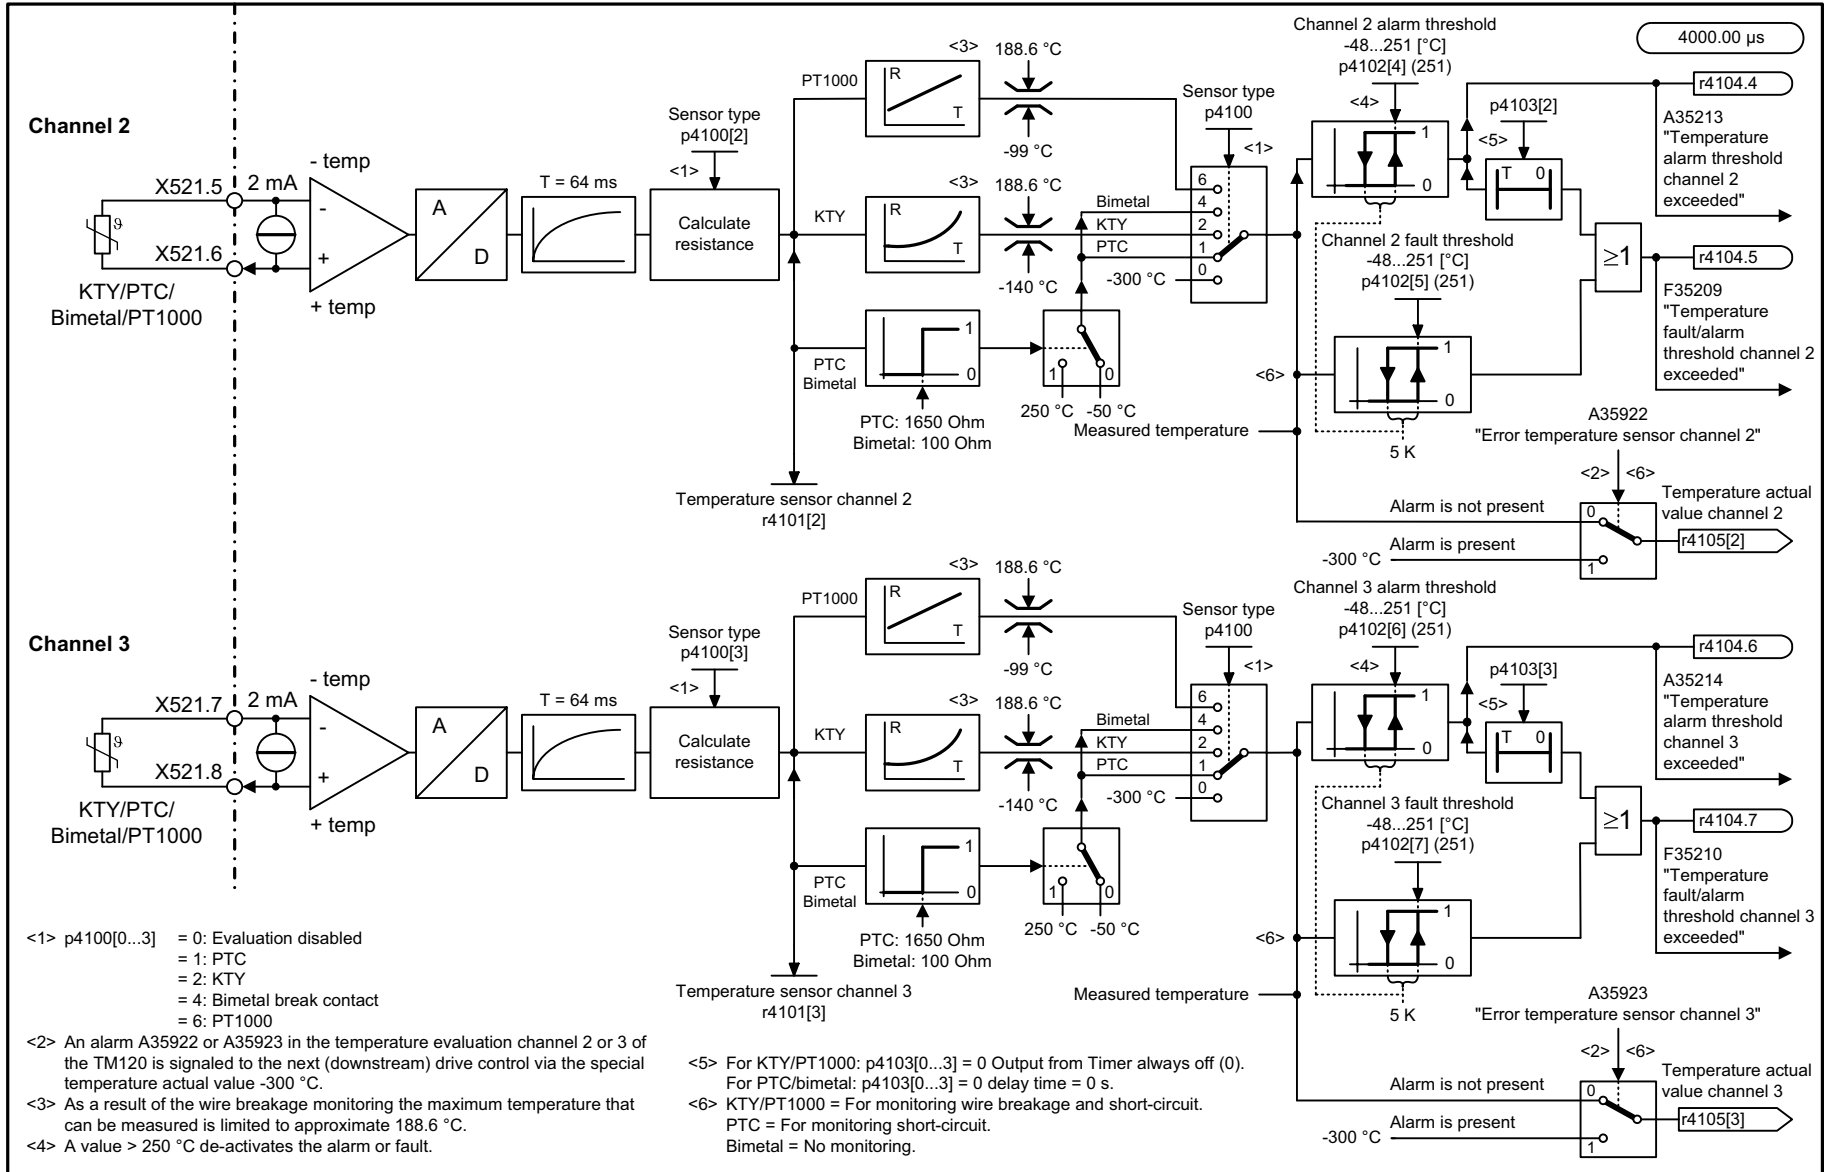 4000.00 µs
Channel 2
X521.5
X521.6
KTY/PTC/
Bimetal/PT1000
2 mA
- temp
-
+
+ temp
A
D
T = 64 ms
Sensor type
p4100[2]
<1>
Calculate
resistance
PT1000
R
T
<3>
188.6 °C
-99 °C
KTY
R
T
<3>
188.6 °C
-140 °C
PTC
Bimetal
1
0
PTC: 1650 Ohm
Bimetal: 100 Ohm
1
0
250 °C
-50 °C
Temperature sensor channel 2
r4101[2]
Sensor type
p4100
<1>
Bimetal
KTY
PTC
-300 °C
6
4
2
1
0
Measured temperature
Channel 2 alarm threshold
-48...251 [°C]
p4102[4] (251)
<4>
1
0
<5>
p4103[2]
T
0
Channel 2 fault threshold
-48...251 [°C]
p4102[5] (251)
<6>
1
0
5 K
≥1
r4104.4
A35213
"Temperature
alarm threshold
channel 2
exceeded"
r4104.5
F35209
"Temperature
fault/alarm
threshold channel 2
exceeded"
A35922
"Error temperature sensor channel 2"
<2>
<6>
Alarm is not present
0
-300 °C
Alarm is present
1
Temperature actual
value channel 2
r4105[2]
Channel 3
X521.7
X521.8
KTY/PTC/
Bimetal/PT1000
2 mA
- temp
-
+
+ temp
A
D
T = 64 ms
Sensor type
p4100[3]
<1>
Calculate
resistance
PT1000
R
T
<3>
188.6 °C
-99 °C
KTY
R
T
<3>
188.6 °C
-140 °C
PTC
Bimetal
1
0
PTC: 1650 Ohm
Bimetal: 100 Ohm
1
0
250 °C
-50 °C
Temperature sensor channel 3
r4101[3]
Sensor type
p4100
<1>
Bimetal
KTY
PTC
-300 °C
6
4
2
1
0
Measured temperature
Channel 3 alarm threshold
-48...251 [°C]
p4102[6] (251)
<4>
1
0
<5>
p4103[3]
T
0
Channel 3 fault threshold
-48...251 [°C]
p4102[7] (251)
<6>
1
0
5 K
≥1
r4104.6
A35214
"Temperature
alarm threshold
channel 3
exceeded"
r4104.7
F35210
"Temperature
fault/alarm
threshold channel 3
exceeded"
A35923
"Error temperature sensor channel 3"
<2>
<6>
Alarm is not present
0
-300 °C
Alarm is present
1
Temperature actual
value channel 3
r4105[3]
ϑ
ϑ
<1> p4100[0...3] = 0: Evaluation disabled
= 1: PTC
= 2: KTY
= 4: Bimetal break contact
= 6: PT1000
<2> An alarm A35922 or A35923 in the temperature evaluation channel 2 or 3 of
the TM120 is signaled to the next (downstream) drive control via the special
temperature actual value -300 °C.
<3> As a result of the wire breakage monitoring the maximum temperature that
can be measured is limited to approximate 188.6 °C.
<4> A value > 250 °C de-activates the alarm or fault.
<5> For KTY/PT1000: p4103[0...3] = 0 Output from Timer always off (0).
For PTC/bimetal: p4103[0...3] = 0 delay time = 0 s.
<6> KTY/PT1000 = For monitoring wire breakage and short-circuit.
PTC = For monitoring short-circuit.
Bimetal = No monitoring.